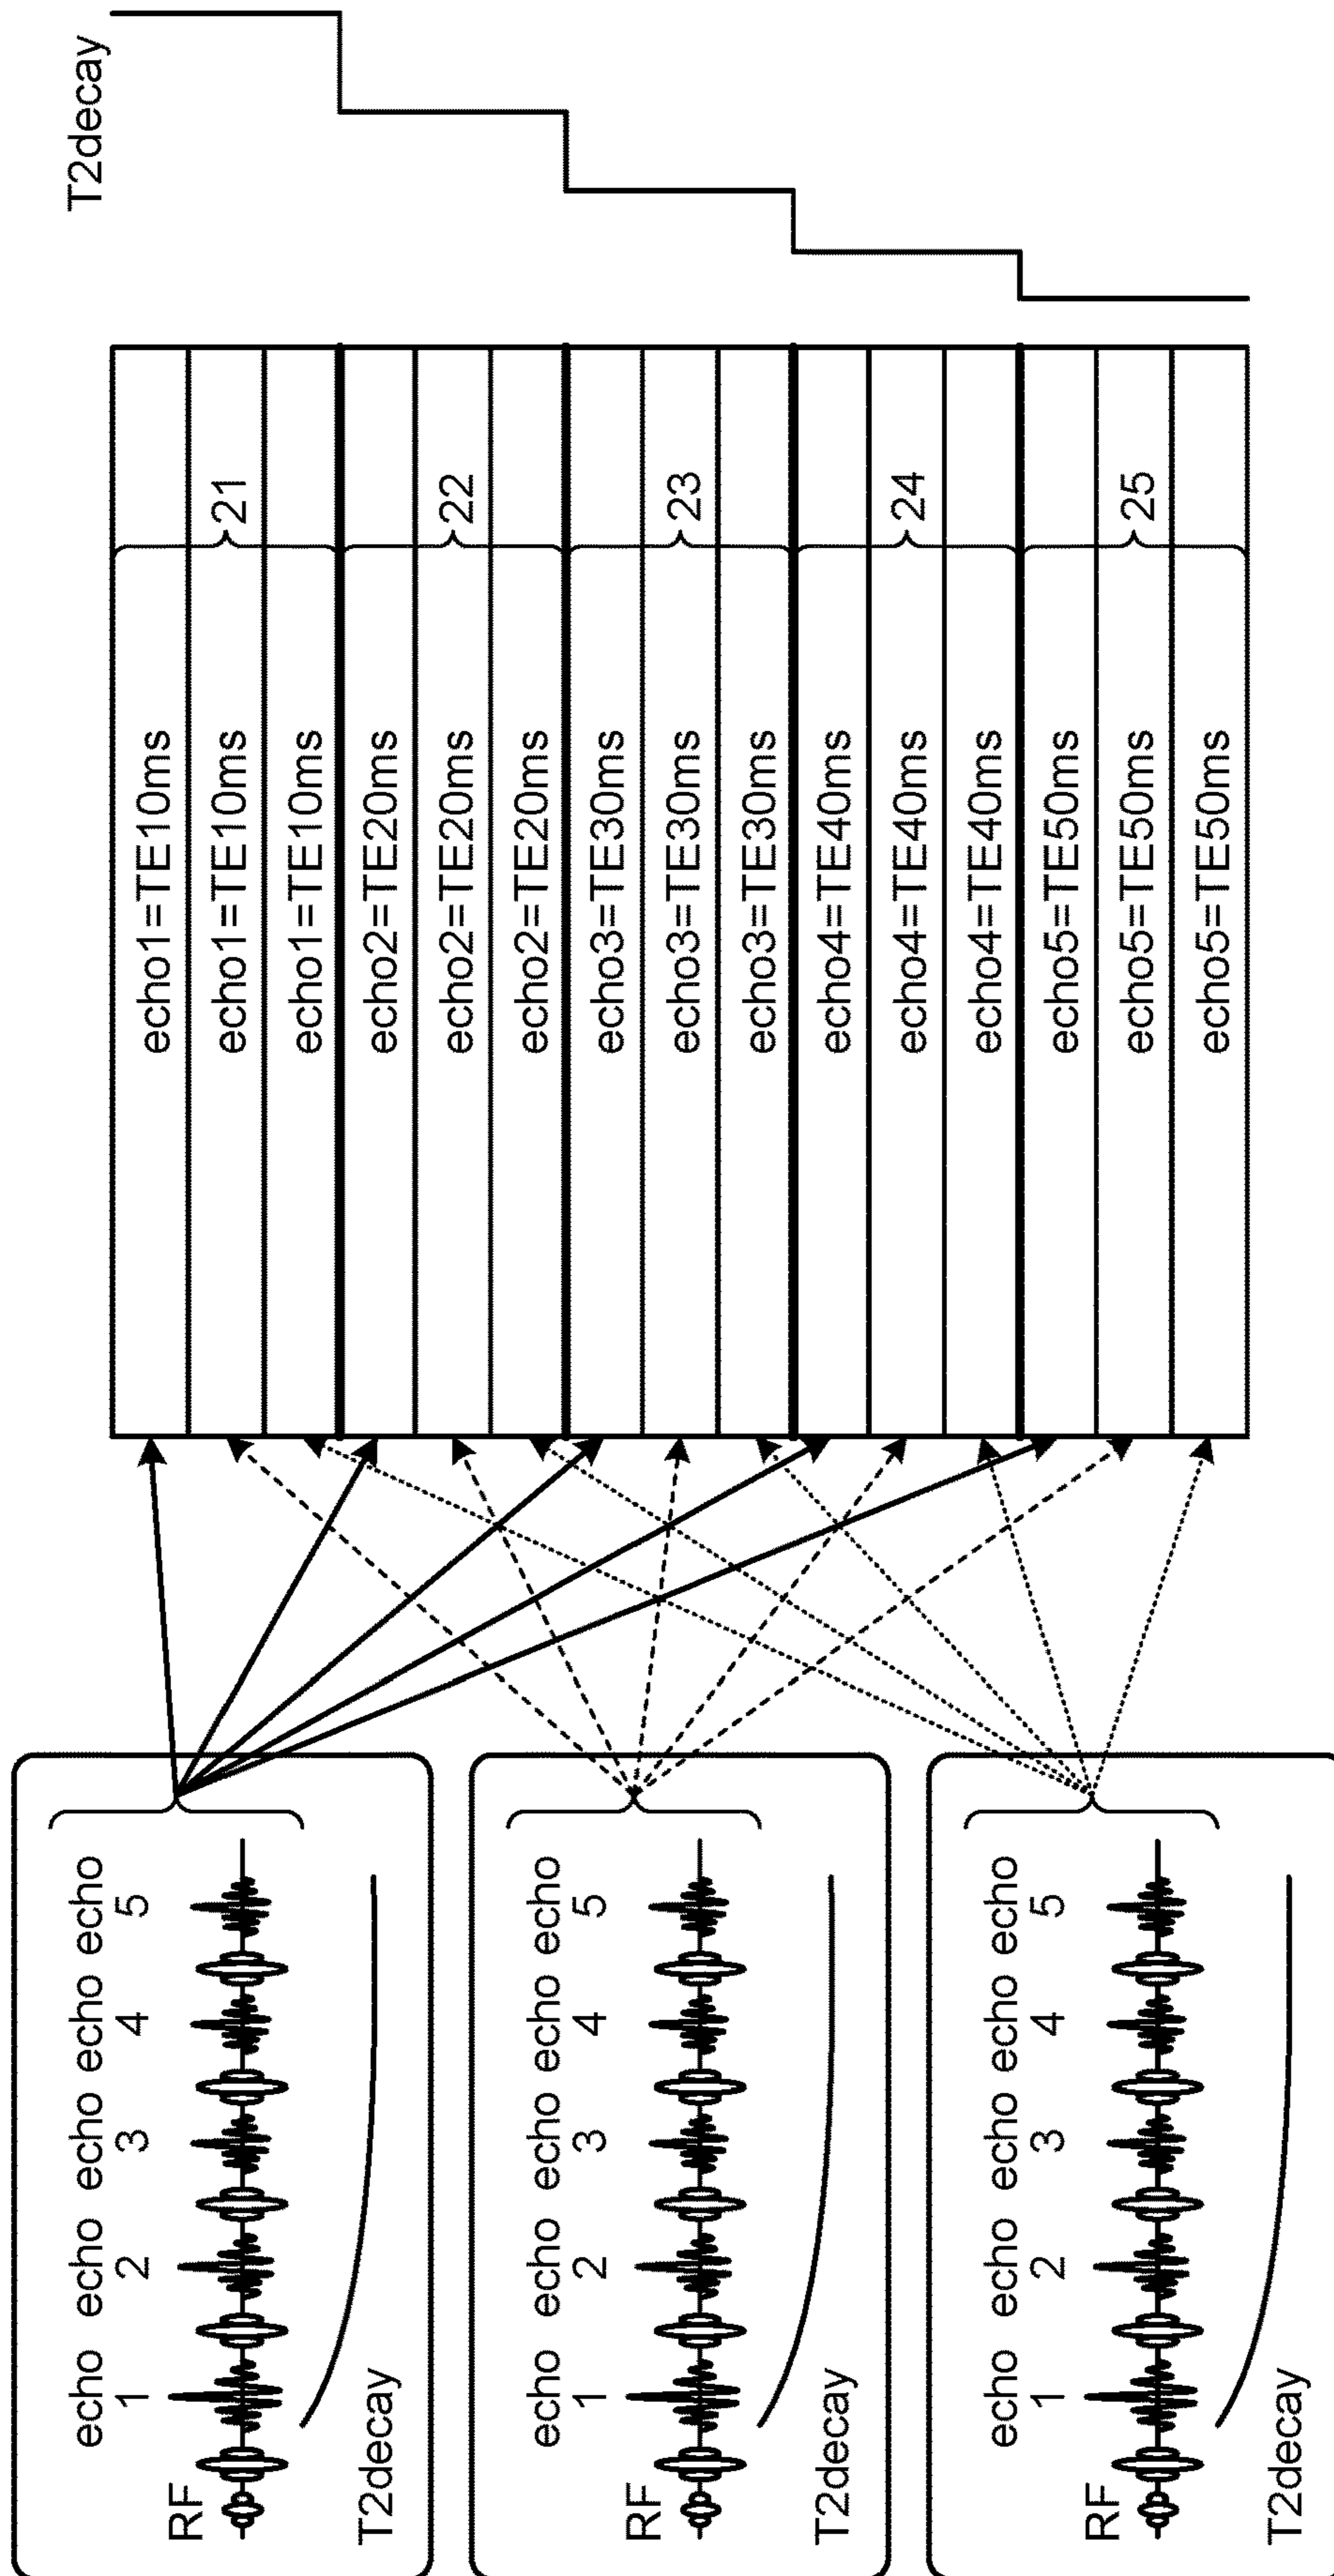 echo echo echo echo echo
1 2 3 4 5
RF
T2decay
echo echo echo echo echo
1 2 3 4 5
RF
T2decay
echo echo echo echo echo
1 2 3 4 5
RF
T2decay
echo1=TE10ms
echo1=TE10ms
21
echo1=TE10ms
echo2=TE20ms
echo2=TE20ms
22
echo2=TE20ms
echo3=TE30ms
echo3=TE30ms
23
echo3=TE30ms
echo4=TE40ms
echo4=TE40ms
24
echo4=TE40ms
echo5=TE50ms
echo5=TE50ms
25
echo5=TE50ms
T2decay